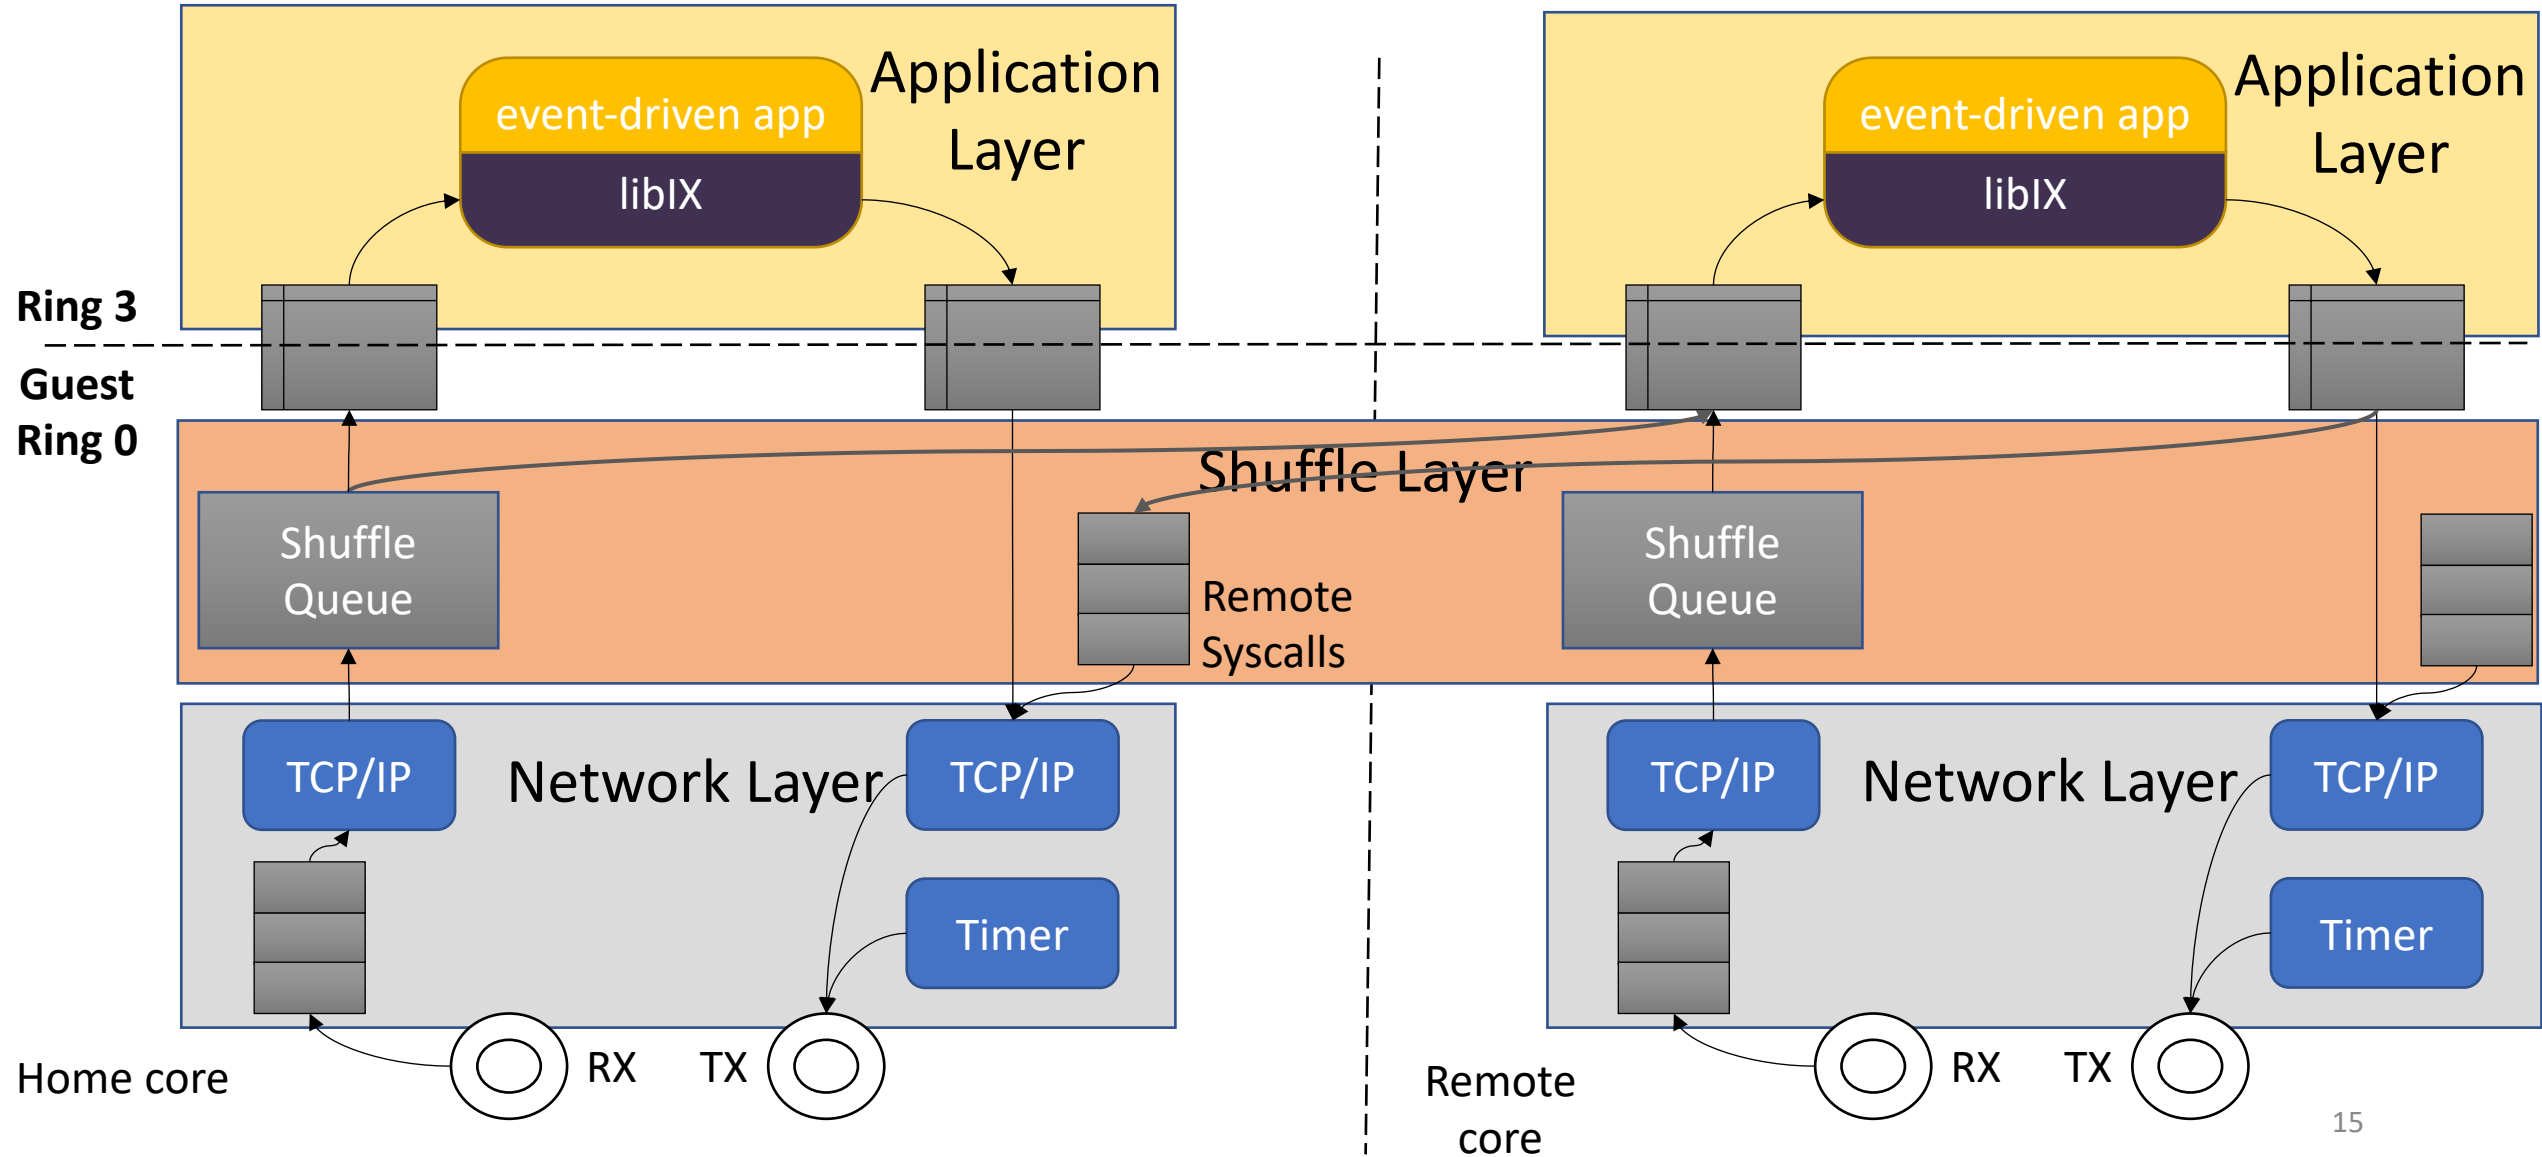 Application
Layer
event-driven app
libIX
Application
Layer
event-driven app
libIX
Ring 3
Guest
Ring 0
Shuffle Layer
Shuffle
Queue
Remote
Syscalls
Shuffle
Queue
TCP/IP
Network Layer
TCP/IP
Timer
TCP/IP
Network Layer
TCP/IP
Timer
Home core
RX
TX
Remote
core
RX
TX
15